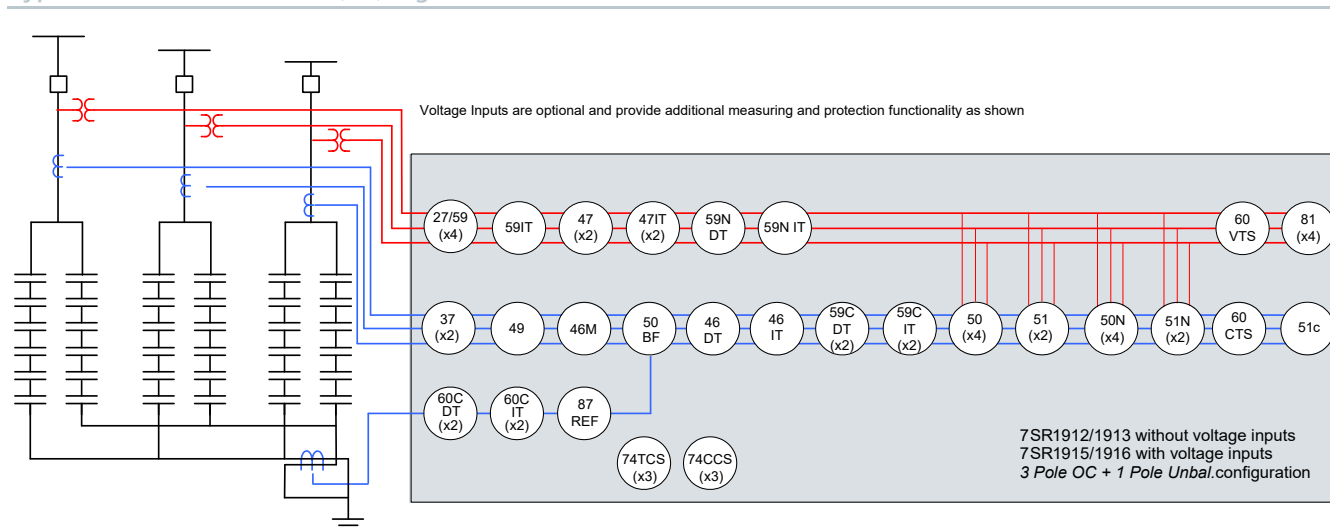 Voltage Inputs are optional and provide additional measuring and protection functionality as shown
27/59
(x4)
59IT
47
(x2)
47IT
(x2)
59N
DT
59N IT
60
VTS
81
(x4)
37
(x2)
49
46M
50
BF
46
DT
46
IT
59C
DT
(x2)
59C
IT
(x2)
50
(x4)
51
(x2)
50N
(x4)
51N
(x2)
60
CTS
51c
60C
DT
(x2)
60C
IT
(x2)
87
REF
74TCS
(x3)
74CCS
(x3)
7SR1912/1913 without voltage inputs
7SR1915/1916 with voltage inputs
3 Pole OC + 1 Pole Unbal.configuration